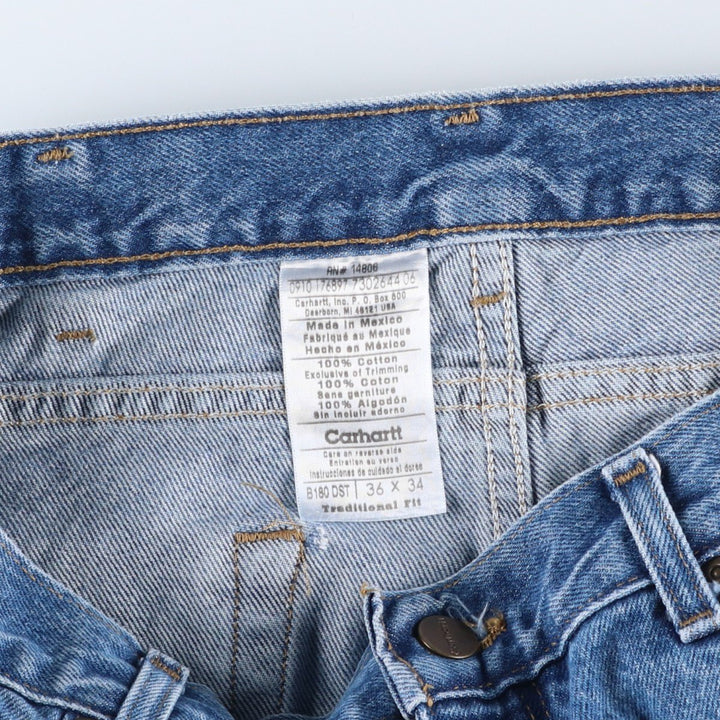 RN# 14806
0910 176897 7302644 06
Carhartt, Inc. P.O. Box 600
Dearborn, MI 48121 USA
Made in Mexico
Fabriqué au Mexique
Hecho en México
100% Cotton
Exclusive of Trimming
100% Coton
Sans garniture
100% Algodón
Sin incluir adorno
Carhartt
Care on reverse side
Entretien au verso
Instrucciones de cuidado al dorso
B180 DST 36 X 34
Traditional Fit